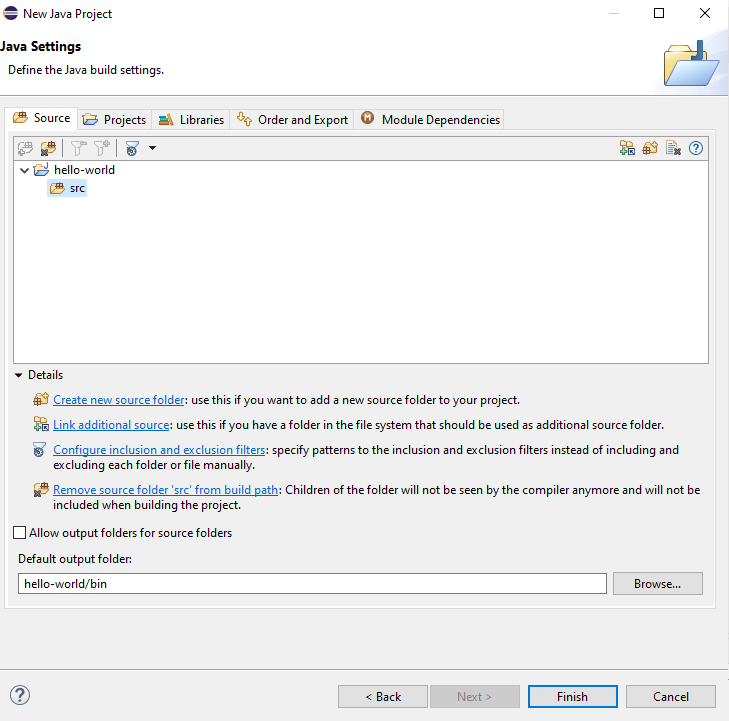 New Java Project
Java Settings
Define the Java build settings.
Source Projects Libraries Order and Export Module Dependencies
hello-world
src
Details
Create new source folder: use this if you want to add a new source folder to your project.
Link additional source: use this if you have a folder in the file system that should be used as additional source folder.
Configure inclusion and exclusion filters: specify patterns to the inclusion and exclusion filters instead of including and
excluding each folder or file manually.
Remove source folder 'src' from build path: Children of the folder will not be seen by the compiler anymore and will not be
included when building the project.
Allow output folders for source folders
Default output folder:
hello-world/bin Browse...
< Back Next > Finish Cancel